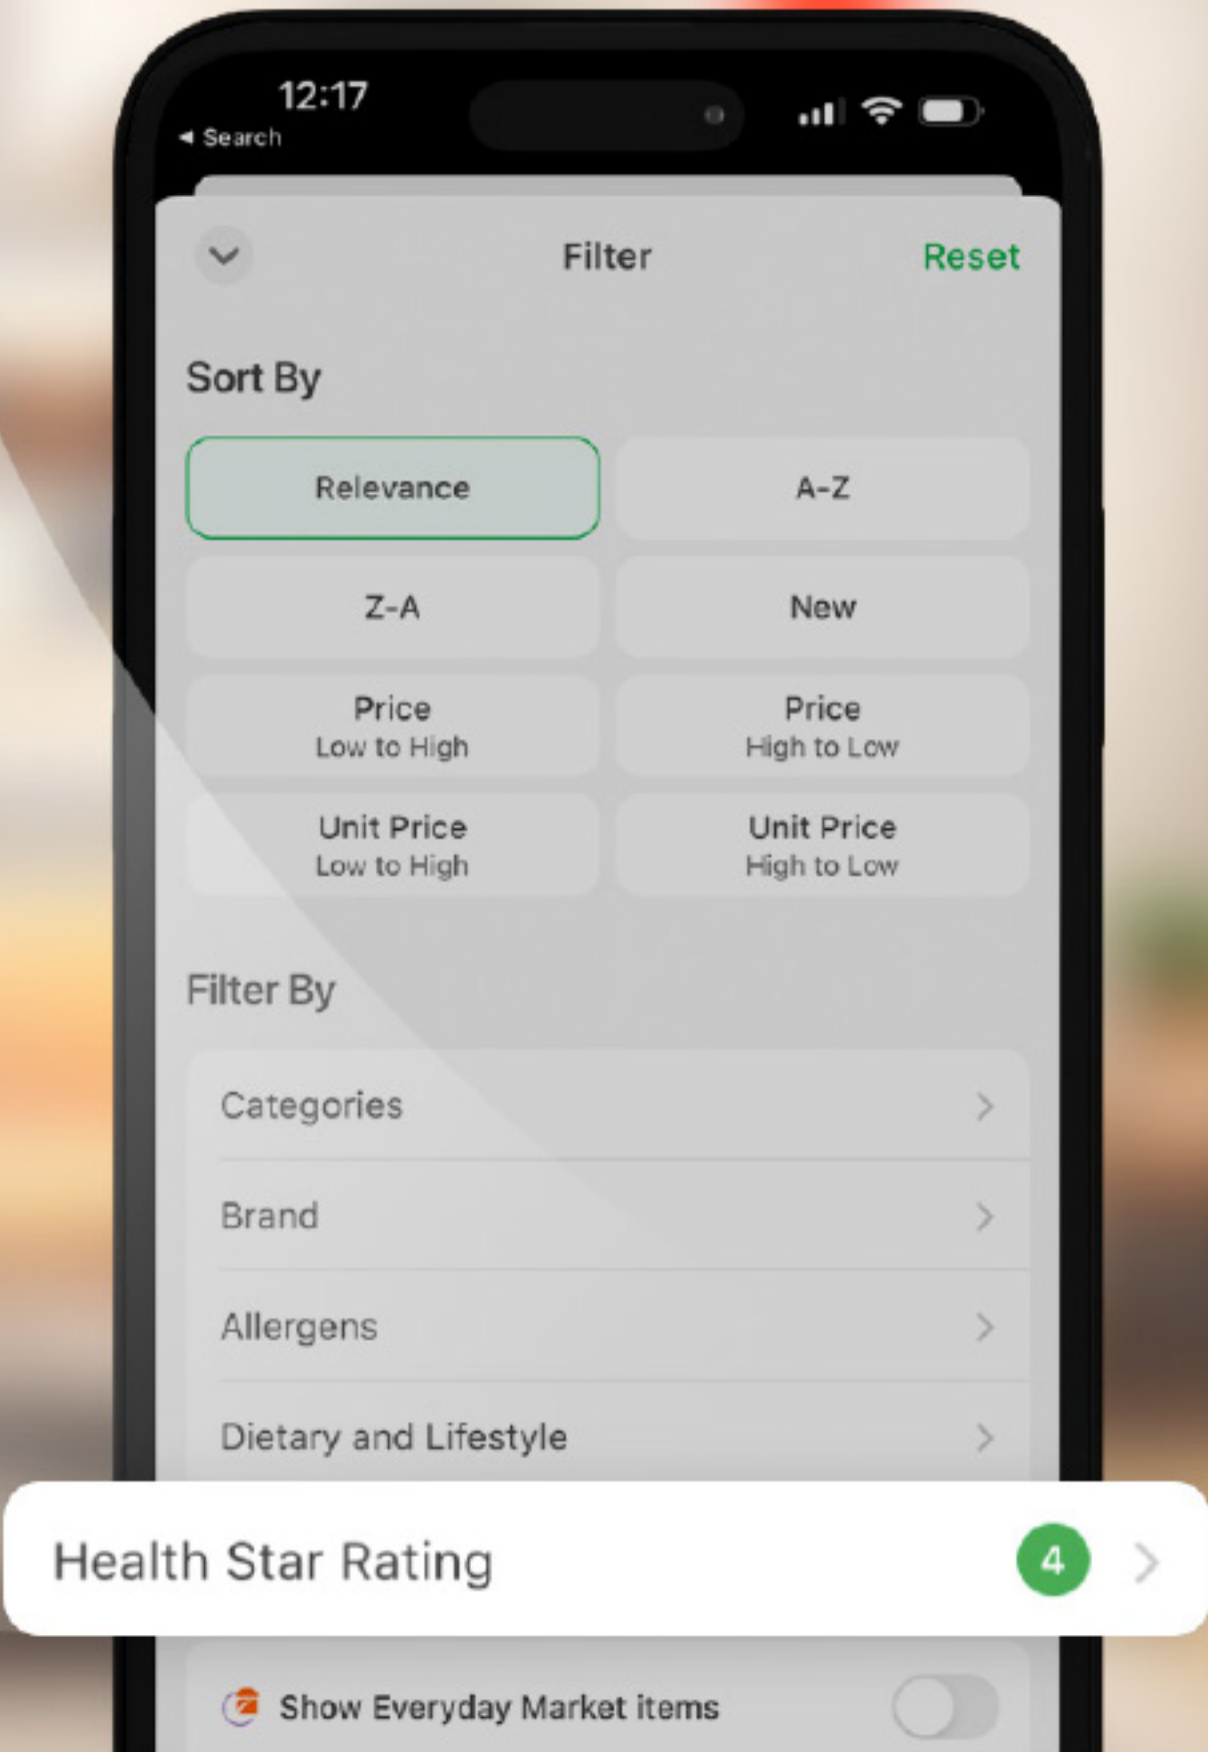 12:17
◂ Search
Filter
Reset
Sort By
Relevance
A-Z
Z-A
New
Price
Low to High
Price
High to Low
Unit Price
Low to High
Unit Price
High to Low
Filter By
Categories
Brand
Allergens
Dietary and Lifestyle
Health Star Rating
4
Show Everyday Market items